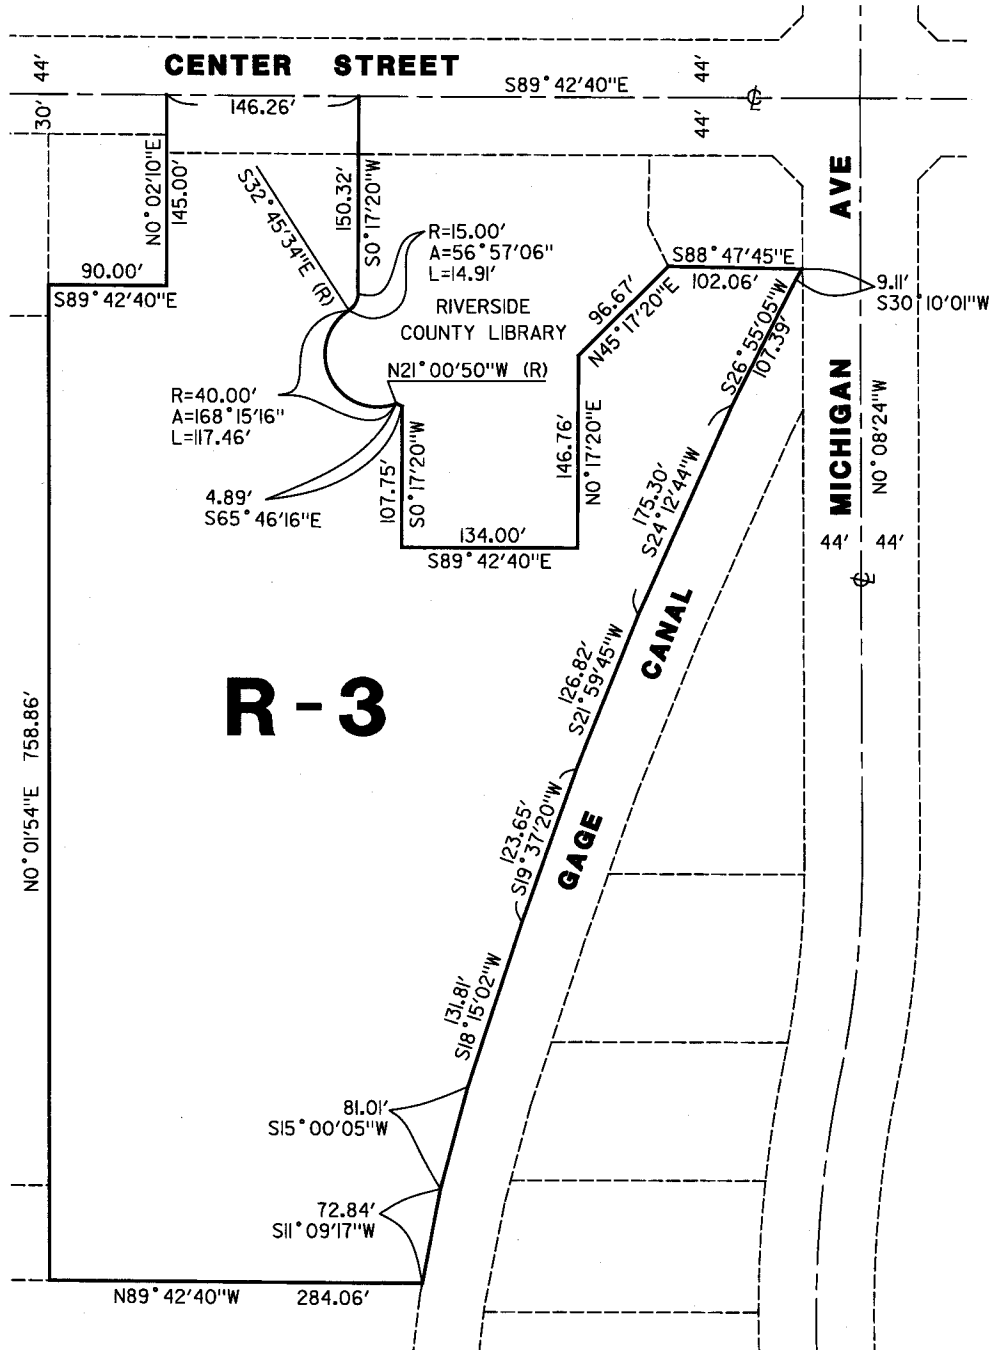 CENTER STREET
44'
30'
S89°42'40"E
44'
44'
146.26'
N0°02'10"E
145.00'
S32°45'34"E (R)
150.32'
S0°17'20"W
R=15.00'
A=56°57'06"
L=14.91'
RIVERSIDE
COUNTY LIBRARY
N21°00'50"W (R)
90.00'
S89°42'40"E
R=40.00'
A=168°15'16"
L=117.46'
4.89'
S65°46'16"E
107.75'
S0°17'20"W
134.00'
S89°42'40"E
146.76'
N0°17'20"E
96.67'
N45°17'20"E
S88°47'45"E
102.06'
9.11'
S30°10'01"W
S26°55'05"W
107.39'
MICHIGAN AVE
N0°08'24"W
44' 44'
175.30'
S24°12'44"W
126.82'
S21°59'45"W
123.65'
S19°37'20"W
GAGE CANAL
R-3
N0°01'54"E 758.86'
131.81'
S18°15'02"W
81.01'
S15°00'05"W
72.84'
S11°09'17"W
N89°42'40"W 284.06'